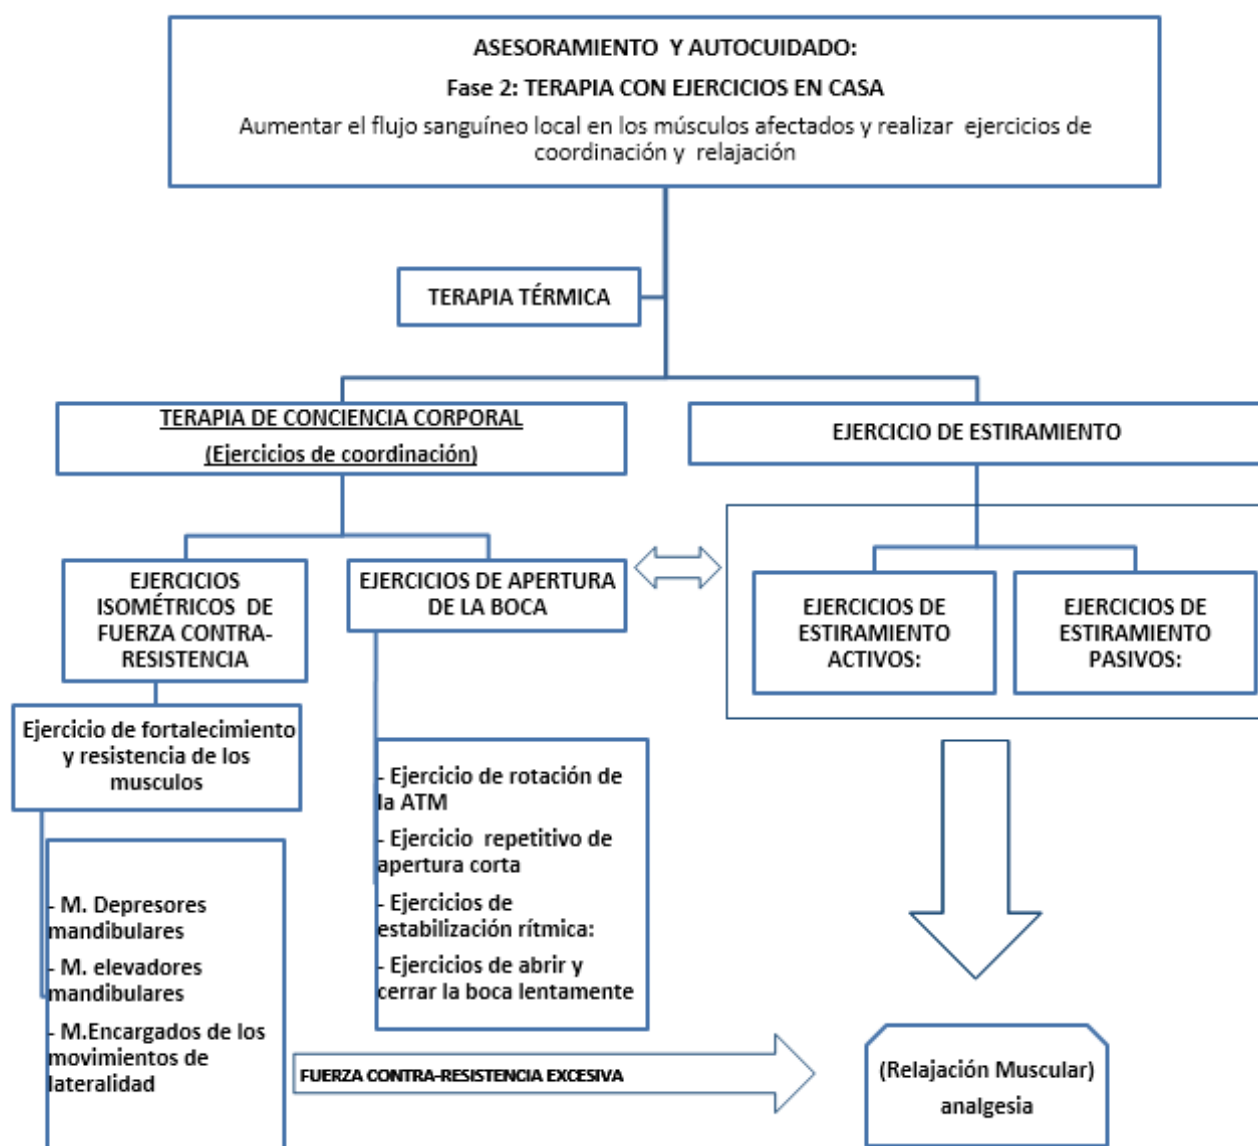 ASESORAMIENTO Y AUTOCUIDADO:
Fase 2: TERAPIA CON EJERCICIOS EN CASA
Aumentar el flujo sanguíneo local en los músculos afectados y realizar ejercicios de
coordinación y relajación
TERAPIA TÉRMICA
TERAPIA DE CONCIENCIA CORPORAL
(Ejercicios de coordinación)
EJERCICIO DE ESTIRAMIENTO
EJERCICIOS
ISOMÉTRICOS DE
FUERZA CONTRA-
RESISTENCIA
EJERCICIOS DE APERTURA
DE LA BOCA
EJERCICIOS DE
ESTIRAMIENTO
ACTIVOS:
EJERCICIOS DE
ESTIRAMIENTO
PASIVOS:
Ejercicio de fortalecimiento
y resistencia de los
musculos
- Ejercicio de rotación de
la ATM
- Ejercicio repetitivo de
apertura corta
- Ejercicios de
estabilización rítmica:
- Ejercicios de abrir y
cerrar la boca lentamente
- M. Depresores
mandibulares
- M. elevadores
mandibulares
- M.Encargados de los
movimientos de
lateralidad
FUERZA CONTRA-RESISTENCIA EXCESIVA
(Relajación Muscular)
analgesia